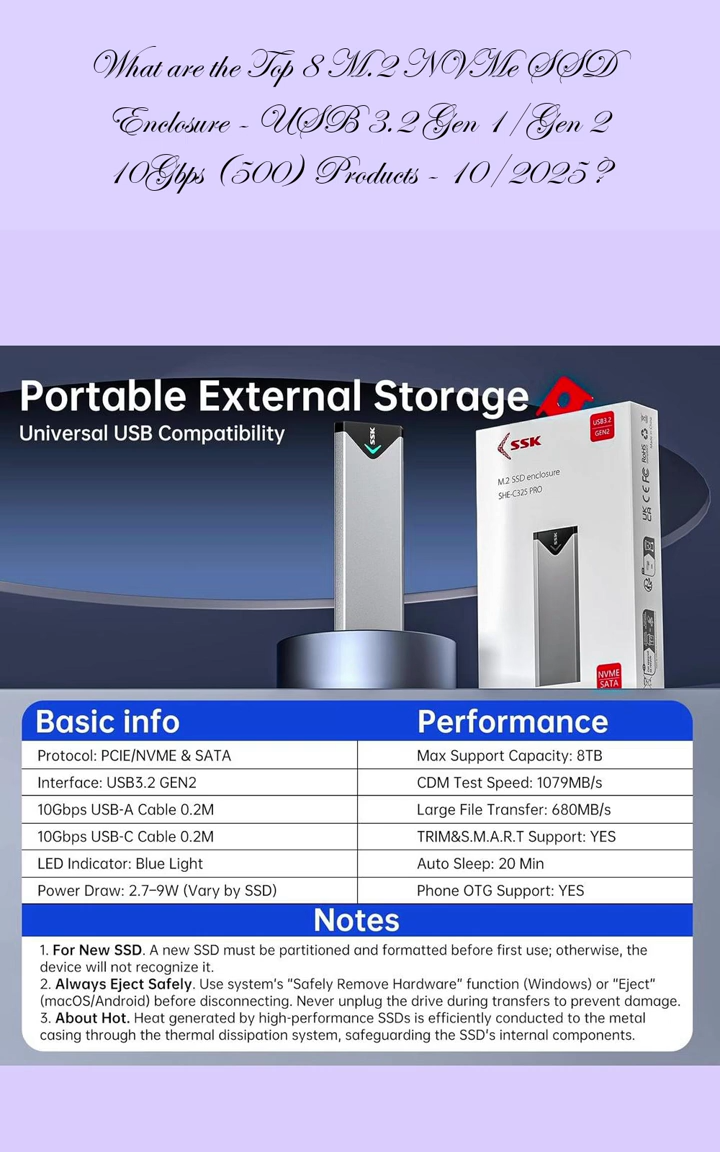 What are the Top 8 M.2 NVMe SSD
Enclosure - USB 3.2 Gen 1/Gen 2
10Gbps (500) Products - 10/2025?
Portable External Storage
Universal USB Compatibility
SSK
SSK
USB3.2
GEN2
M.2 SSD enclosure
SHE-C325 PRO
SSK
NVME
SATA
Basic info
Performance
Protocol: PCIE/NVME & SATA
Max Support Capacity: 8TB
Interface: USB3.2 GEN2
CDM Test Speed: 1079MB/s
10Gbps USB-A Cable 0.2M
Large File Transfer: 680MB/s
10Gbps USB-C Cable 0.2M
TRIM&S.M.A.R.T Support: YES
LED Indicator: Blue Light
Auto Sleep: 20 Min
Power Draw: 2.7–9W (Vary by SSD)
Phone OTG Support: YES
Notes
1. For New SSD. A new SSD must be partitioned and formatted before first use; otherwise, the
device will not recognize it.
2. Always Eject Safely. Use system's "Safely Remove Hardware" function (Windows) or "Eject"
(macOS/Android) before disconnecting. Never unplug the drive during transfers to prevent damage.
3. About Hot. Heat generated by high-performance SSDs is efficiently conducted to the metal
casing through the thermal dissipation system, safeguarding the SSD's internal components.